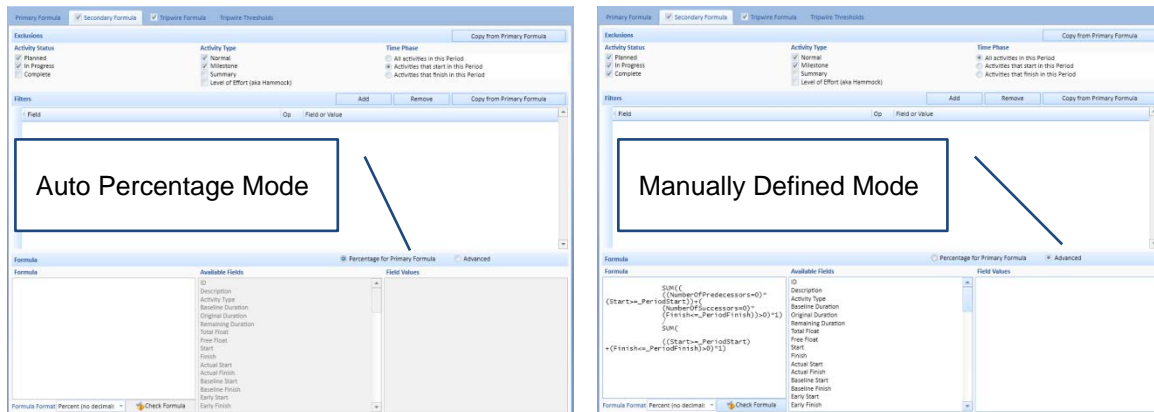 Primary Formula Secondary Formula Tripwire Formula Tripwire Thresholds
Exclusions Copy from Primary Formula
Activity Status Activity Type Time Phase
Planned Normal All activities in this Period
In Progress Milestone Activities that start in this Period
Complete Summary Activities that finish in this Period
Level of Effort (aka Hammock)
Filters Add Remove Copy from Primary Formula
Field Op Field or Value
Auto Percentage Mode
Formula Percentage for Primary Formula Advanced
Formula Available Fields Field Values
ID
Description
Activity Type
Baseline Duration
Original Duration
Remaining Duration
Total Float
Free Float
Start
Finish
Actual Start
Actual Finish
Baseline Start
Baseline Finish
Early Start
Early Finish
Formula Format Percent (no decimal: Check Formula
Primary Formula Secondary Formula Tripwire Formula Tripwire Thresholds
Exclusions Copy from Primary Formula
Activity Status Activity Type Time Phase
Planned Normal All activities in this Period
In Progress Milestone Activities that start in this Period
Complete Summary Activities that finish in this Period
Level of Effort (aka Hammock)
Filters Add Remove Copy from Primary Formula
Field Op Field or Value
Manually Defined Mode
Formula Percentage for Primary Formula Advanced
Formula Available Fields Field Values
SUM((
((NumberOfPredecessors=0)*
(Start>=_PeriodStart))+(
(NumberOfSuccessors=0)*
(Finish<=_PeriodFinish))>0)*1)
/
SUM(
((Start>=_PeriodStart)
+(Finish<=_PeriodFinish)>0)*1)
ID
Description
Activity Type
Baseline Duration
Original Duration
Remaining Duration
Total Float
Free Float
Start
Finish
Actual Start
Actual Finish
Baseline Start
Baseline Finish
Early Start
Early Finish
Formula Format Percent (no decimal: Check Formula